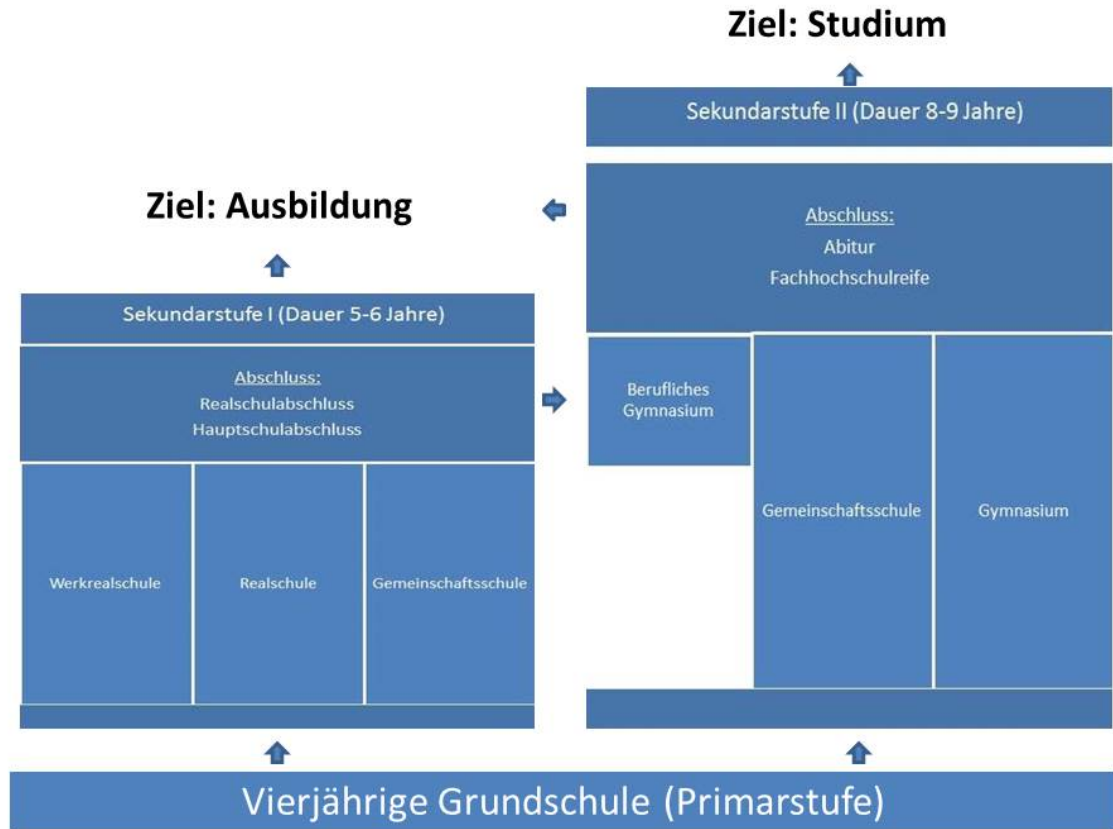 Ziel: Studium
Sekundarstufe II (Dauer 8-9 Jahre)
Abschluss:
Abitur
Fachhochschulreife
Berufliches
Gymnasium
Gemeinschaftsschule
Gymnasium
Ziel: Ausbildung
Sekundarstufe I (Dauer 5-6 Jahre)
Abschluss:
Realschulabschluss
Hauptschulabschluss
Werkrealschule
Realschule
Gemeinschaftsschule
Vierjährige Grundschule (Primarstufe)